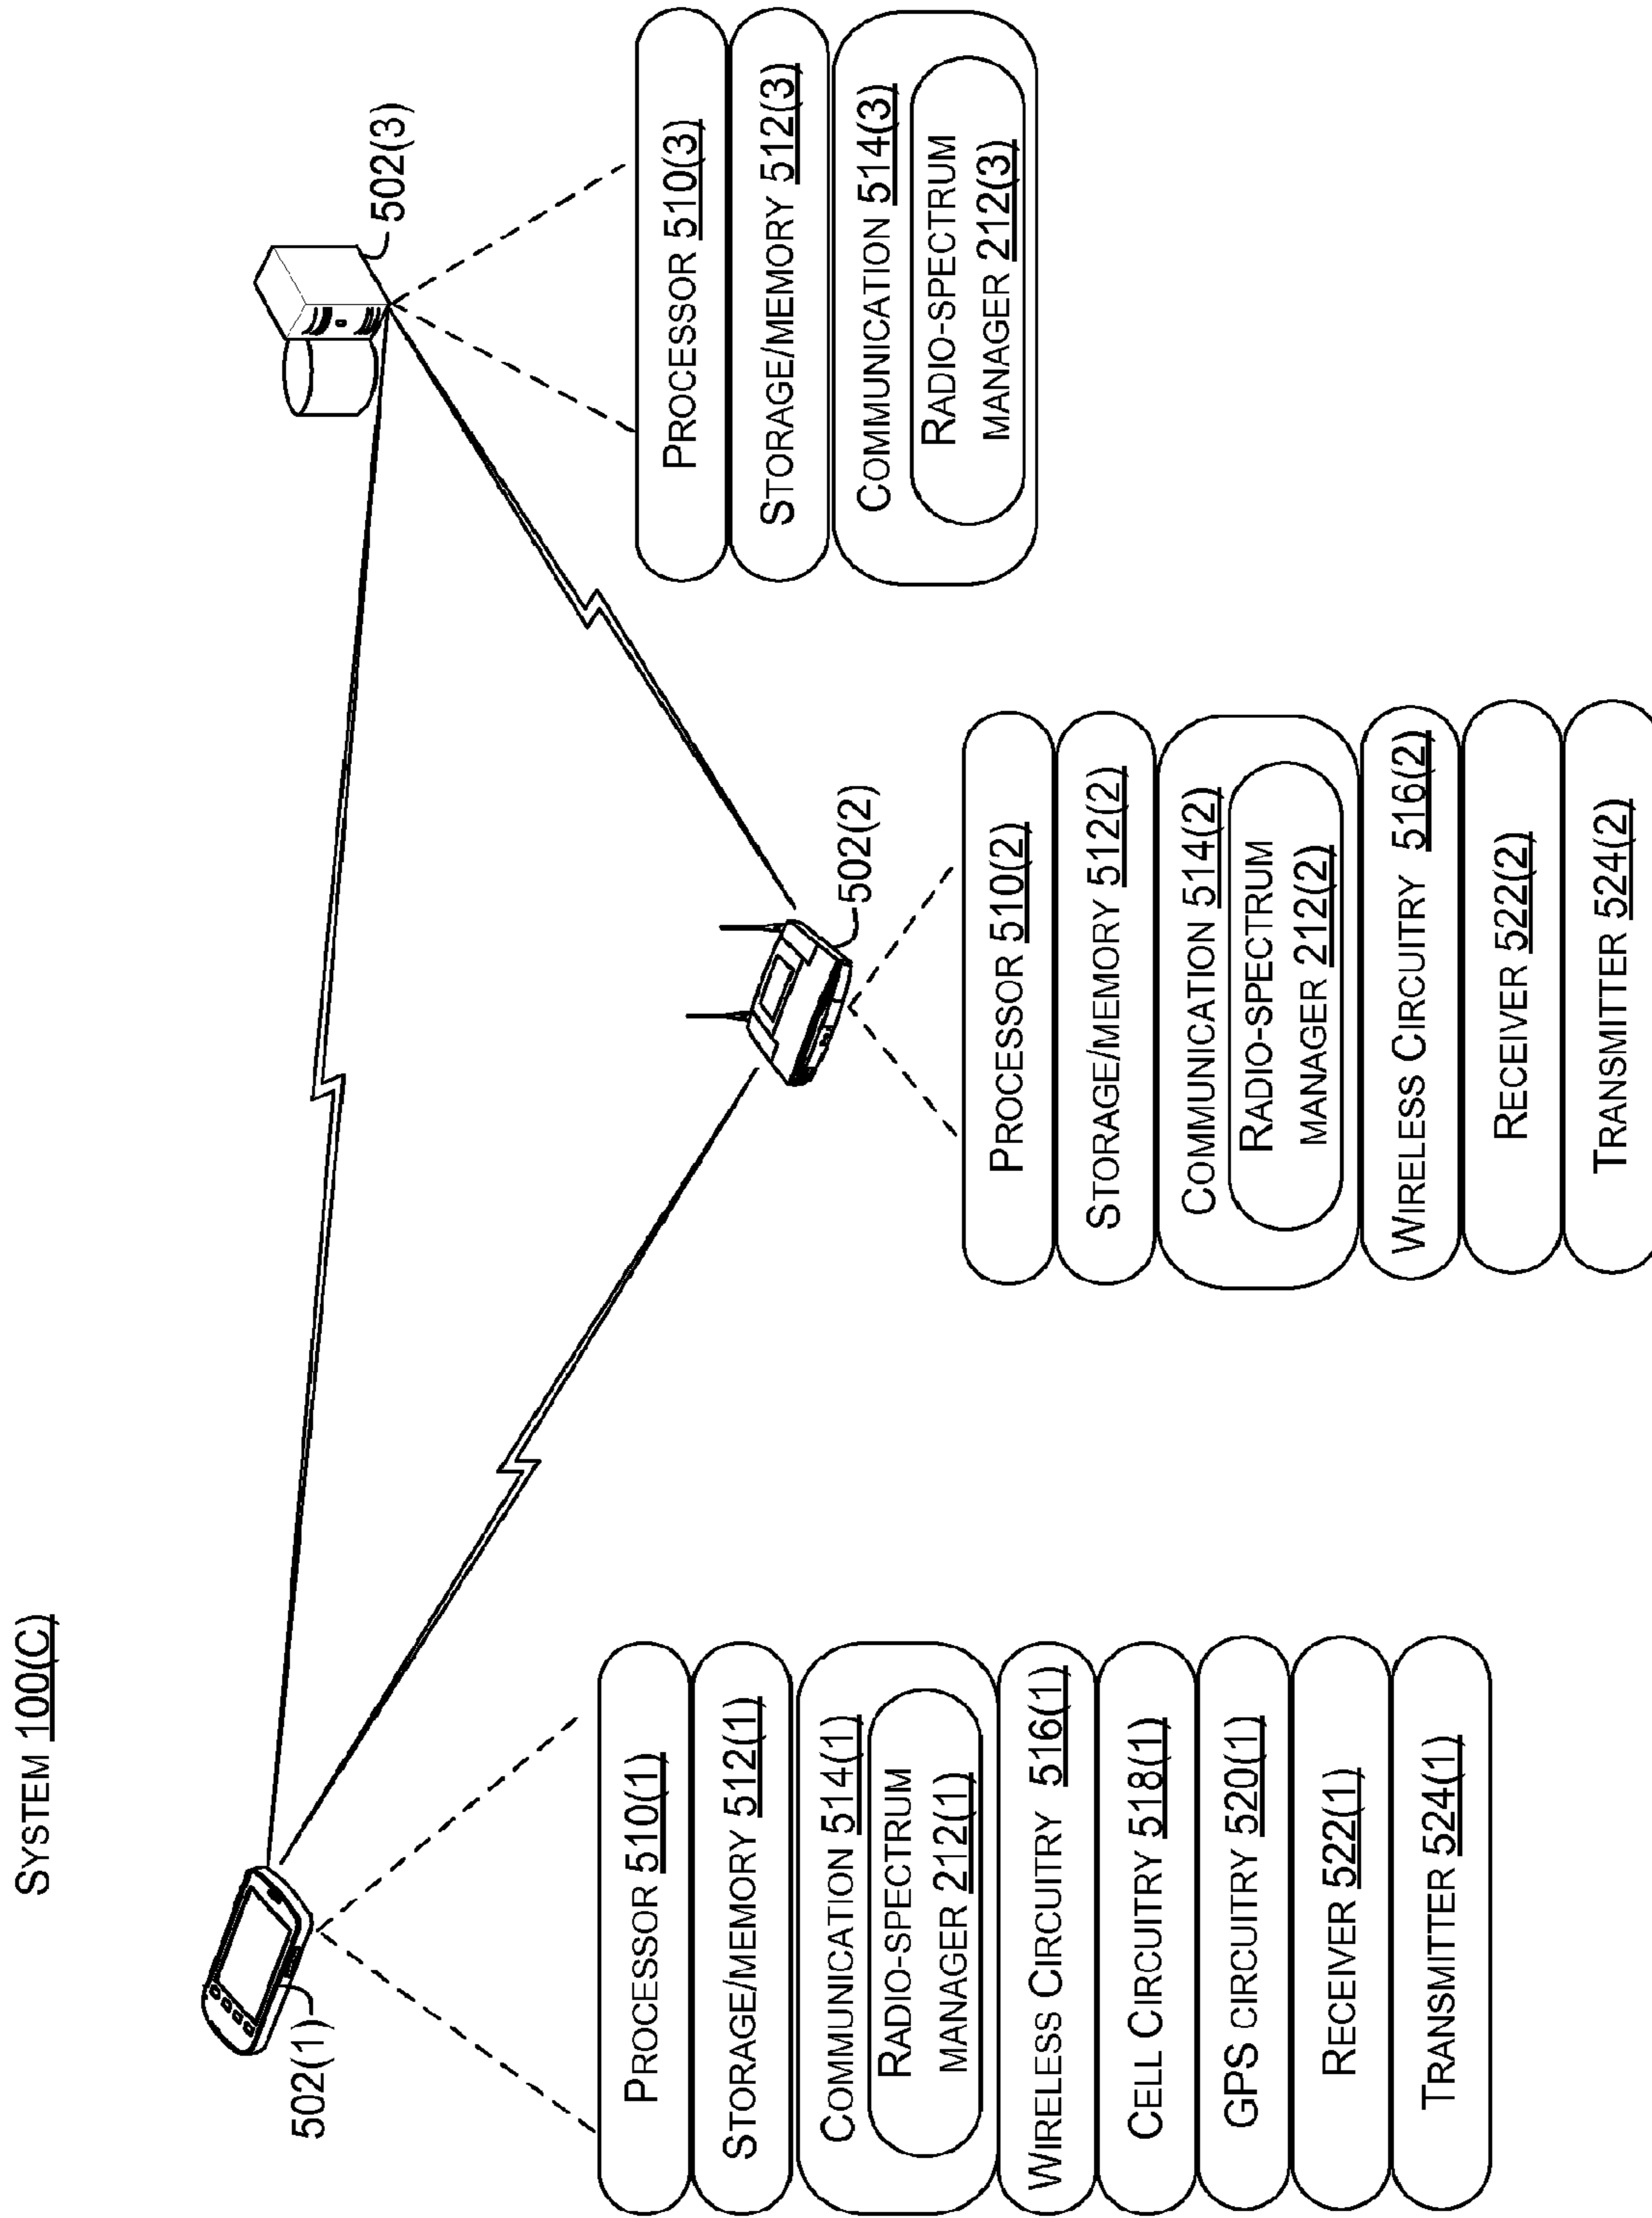 SYSTEM 100(C)
502(1)
PROCESSOR 510(1)
STORAGE/MEMORY 512(1)
COMMUNICATION 514(1)
RADIO-SPECTRUM
MANAGER 212(1)
WIRELESS CIRCUITRY 516(1)
CELL CIRCUITRY 518(1)
GPS CIRCUITRY 520(1)
RECEIVER 522(1)
TRANSMITTER 524(1)
502(2)
PROCESSOR 510(2)
STORAGE/MEMORY 512(2)
COMMUNICATION 514(2)
RADIO-SPECTRUM
MANAGER 212(2)
WIRELESS CIRCUITRY 516(2)
RECEIVER 522(2)
TRANSMITTER 524(2)
502(3)
PROCESSOR 510(3)
STORAGE/MEMORY 512(3)
COMMUNICATION 514(3)
RADIO-SPECTRUM
MANAGER 212(3)